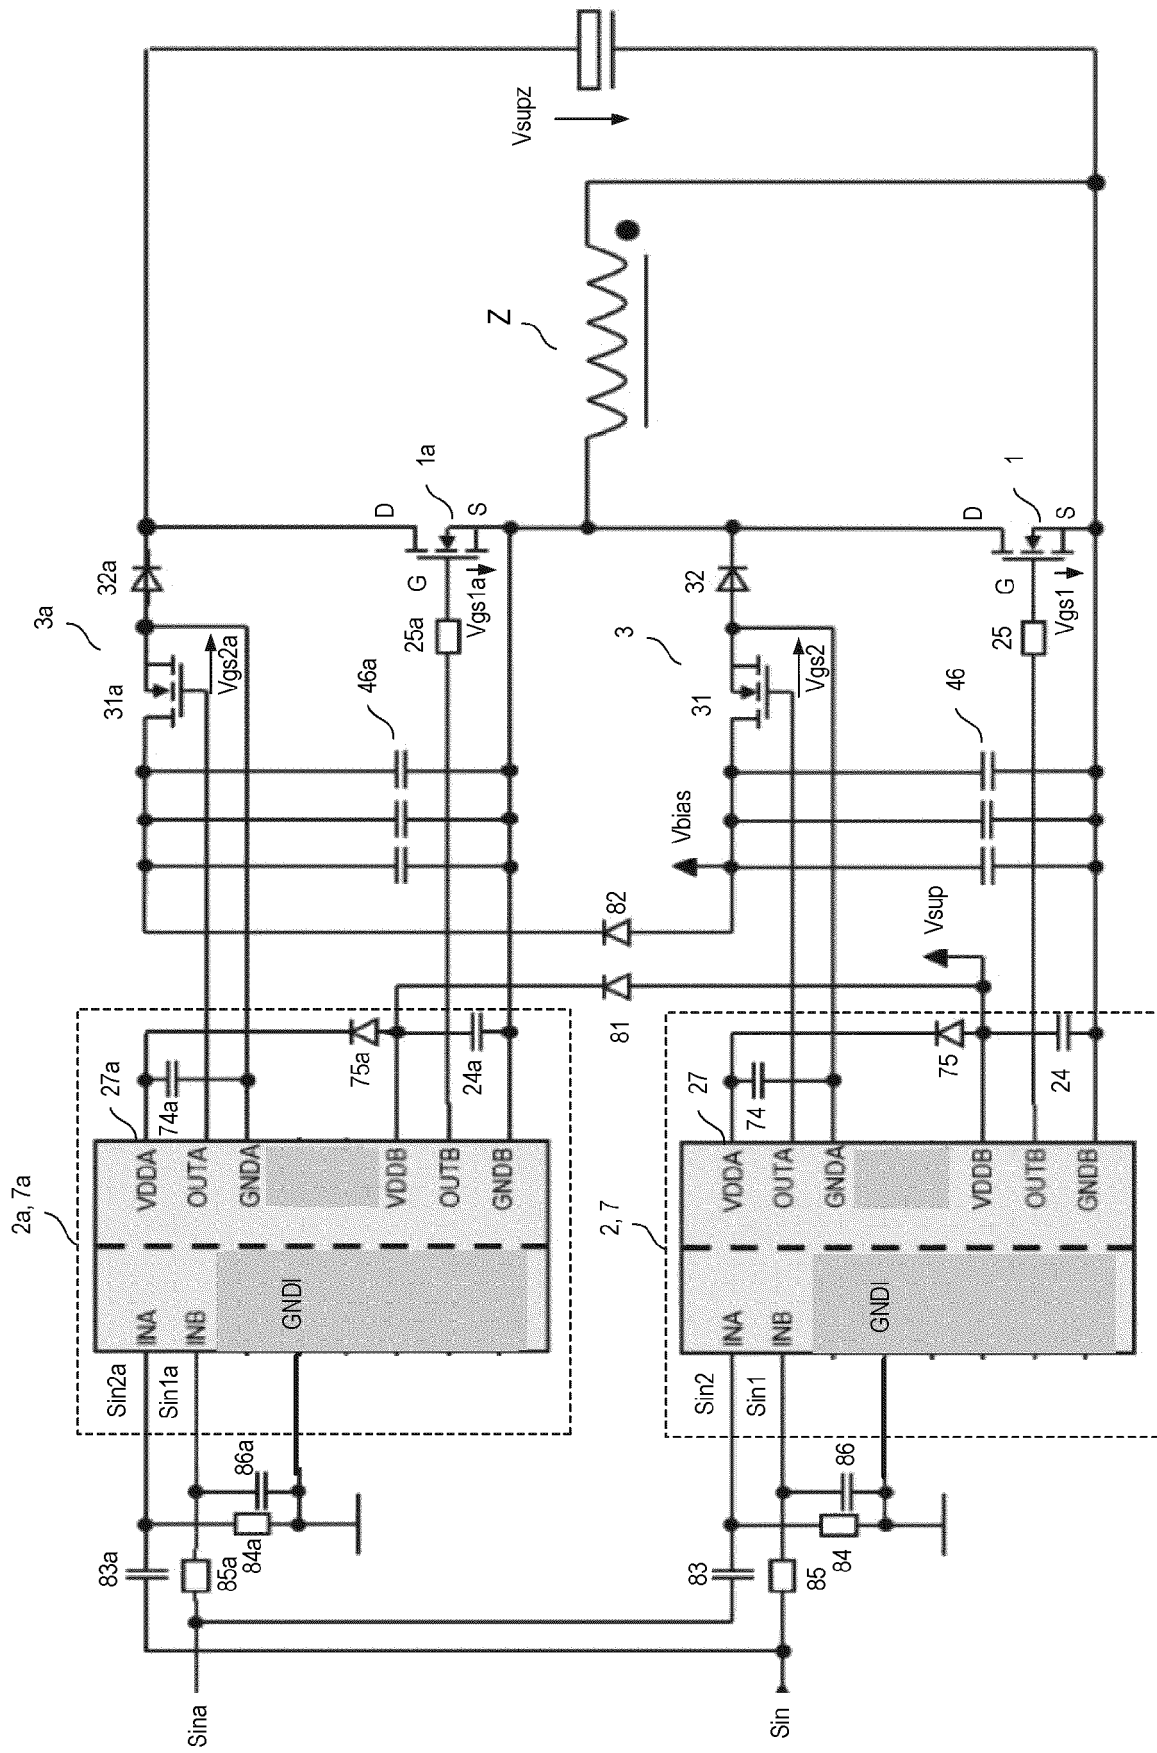 Vsupz
Z
D
1a
S
G
Vgs1a
25a
32a
3a
31a
Vgs2a
46a
D
1
S
G
Vgs1
25
32
3
31
Vgs2
46
Vbias
82
Vsup
81
27a
74a
75a
24a
2a, 7a
VDDA
OUTA
GNDA
VDDB
OUTB
GNDB
INA
INB
GNDI
Sin2a
Sin1a
27
74
75
24
2, 7
VDDA
OUTA
GNDA
VDDB
OUTB
GNDB
INA
INB
GNDI
Sin2
Sin1
86a
83a
85a
84a
86
83
85
84
Sina
Sin